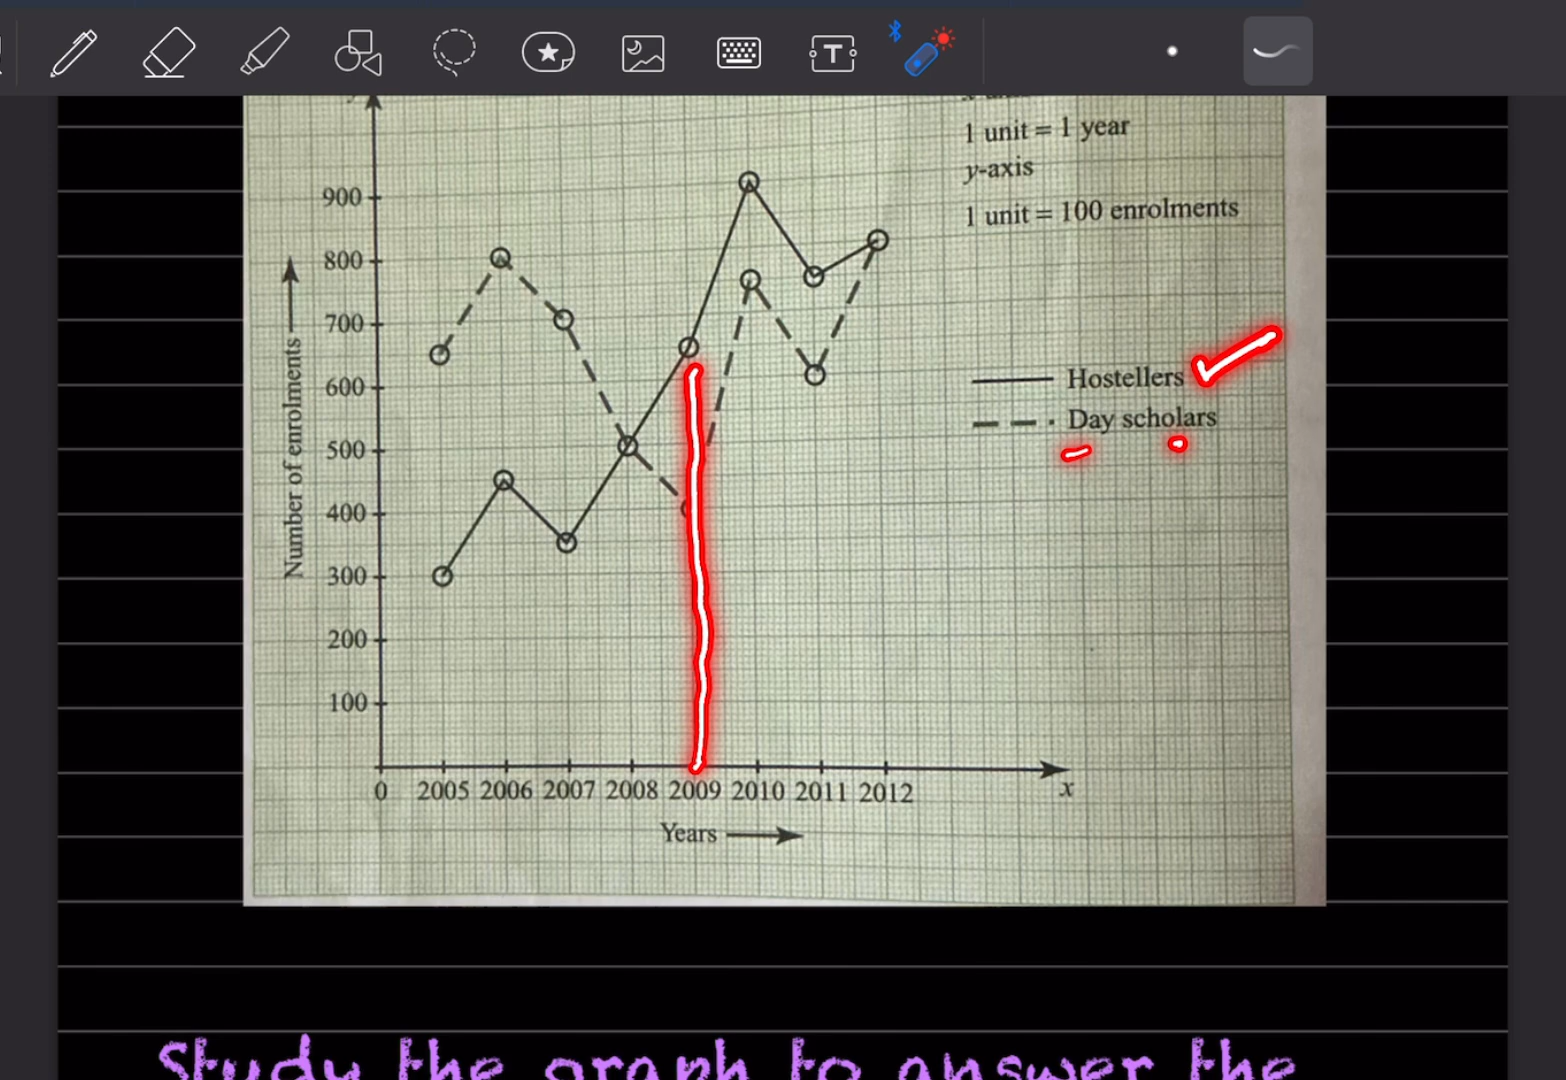 1 unit = 1 year
y-axis
1 unit = 100 enrolments
900
800
700
600
500
400
300
200
100
Number of enrolments
Hostellers
Day scholars
0 2005 2006 2007 2008 2009 2010 2011 2012 x
Years
Study the graph to answer the
T